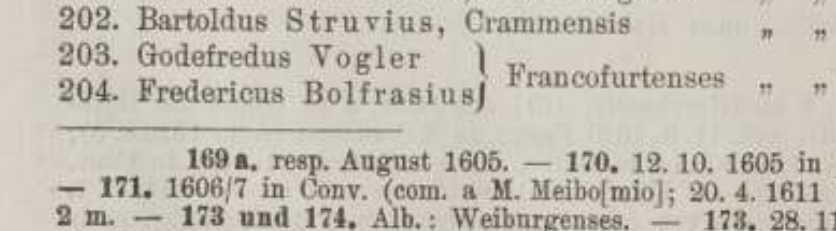 202. Bartoldus Struvius, Crammensis „ „
203. Godefredus Vogler
204. Fredericus Bolfrasius } Francofurtenses „ „
169 a. resp. August 1605. — 170. 12. 10. 1605 in
— 171. 1606/7 in Conv. (com. a M. Meibo[mio]; 20. 4. 1611
2 m. — 173 und 174. Alb.: Weiburgenses. — 173. 28. 11